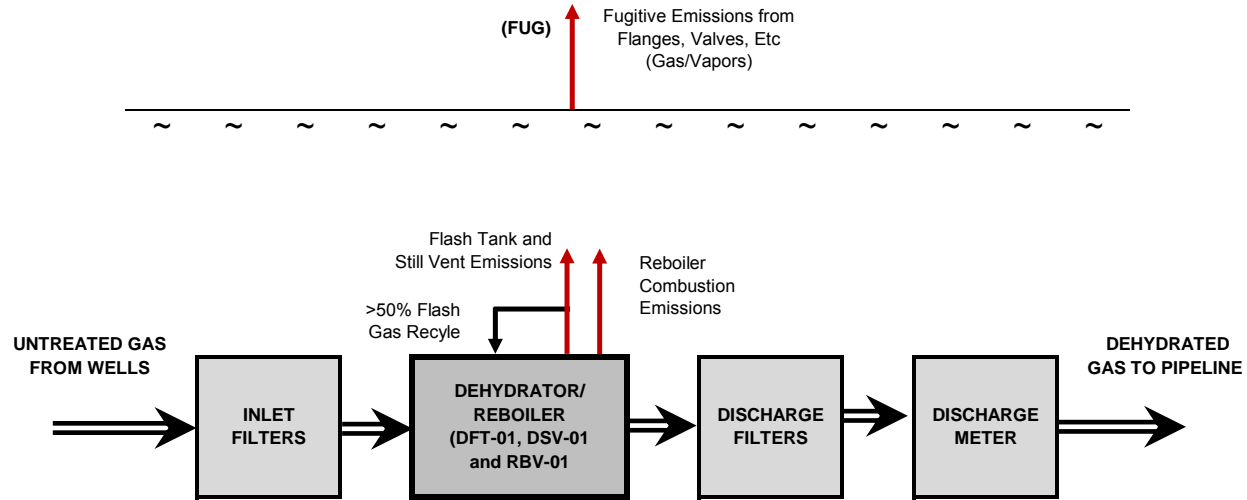 (FUG)
Fugitive Emissions from
Flanges, Valves, Etc
(Gas/Vapors)
~ ~ ~ ~ ~ ~ ~ ~ ~ ~ ~ ~ ~ ~
Flash Tank and
Still Vent Emissions
Reboiler
Combustion
Emissions
>50% Flash
Gas Recyle
UNTREATED GAS
FROM WELLS
INLET
FILTERS
DEHYDRATOR/
REBOILER
(DFT-01, DSV-01
and RBV-01
DISCHARGE
FILTERS
DISCHARGE
METER
DEHYDRATED
GAS TO PIPELINE